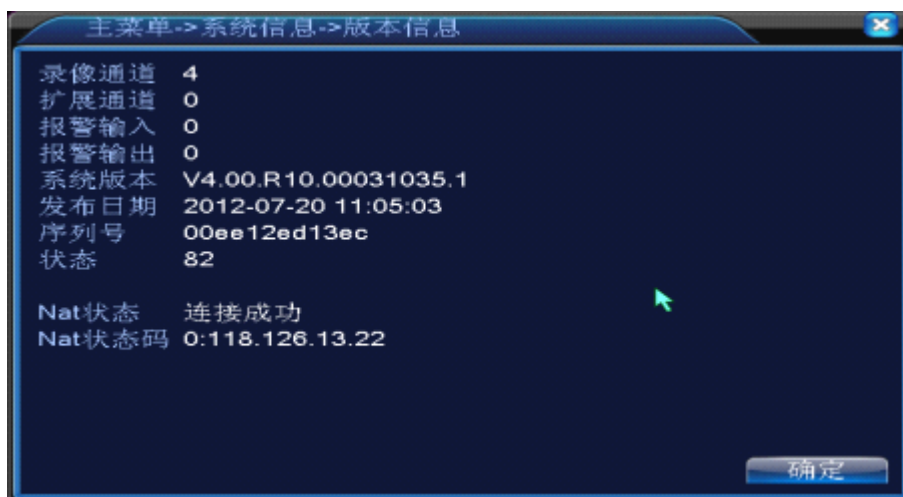 主菜单->系统信息->版本信息
录像通道 4
扩展通道 0
报警输入 0
报警输出 0
系统版本 V4.00.R10.00031035.1
发布日期 2012-07-20 11:05:03
序列号 00ee12ed13ec
状态 82
Nat状态 连接成功
Nat状态码 0:118.126.13.22
确定